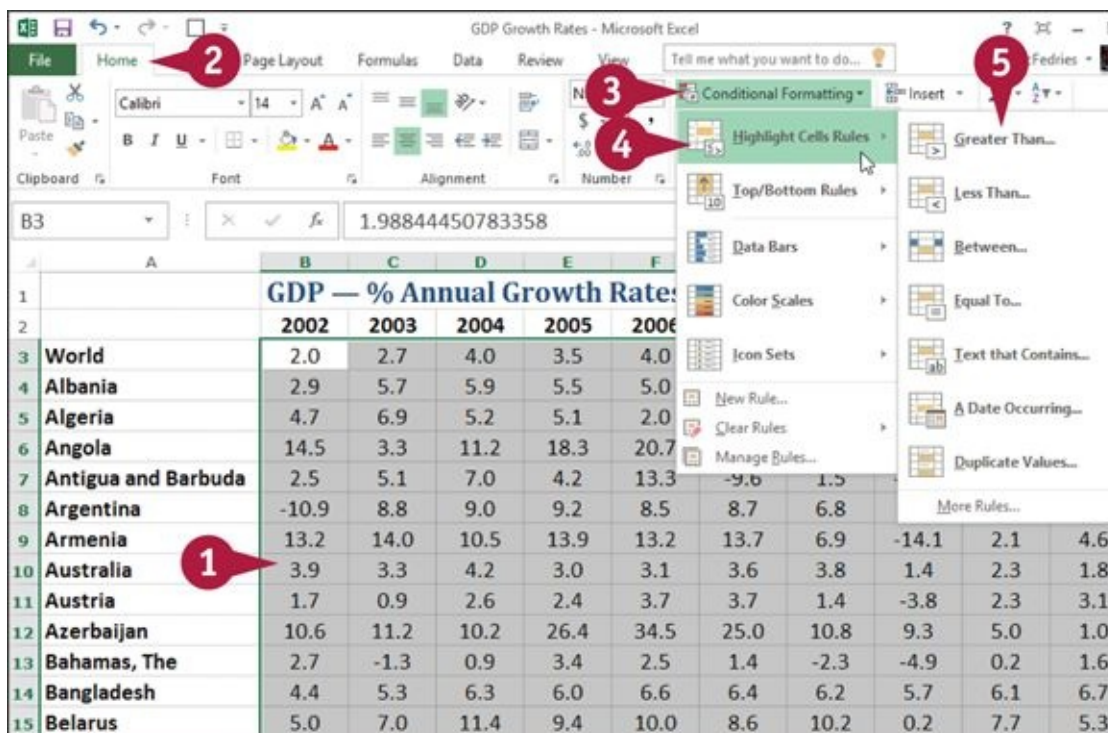 GDP Growth Rates - Microsoft Excel ?
File Home 2 Page Layout Formulas Data Review View Tell me what you want to do... 5 Fedries
Calibri 14 A A N 3 Conditional Formatting Insert
Paste B I U A $ , 4 Highlight Cells Rules Greater Than...
Clipboard Font Alignment Number
Top/Bottom Rules Less Than...
B3 fx 1.98844450783358
Data Bars Between...
A B C D E F
1 GDP — % Annual Growth Rates Color Scales Equal To...
2 2002 2003 2004 2005 2006
3 World 2.0 2.7 4.0 3.5 4.0 Icon Sets Text that Contains...
4 Albania 2.9 5.7 5.9 5.5 5.0 New Rule... A Date Occurring...
5 Algeria 4.7 6.9 5.2 5.1 2.0 Clear Rules
6 Angola 14.5 3.3 11.2 18.3 20.7 Manage Rules... Duplicate Values...
7 Antigua and Barbuda 2.5 5.1 7.0 4.2 13.3 -9.6 1.5
8 Argentina -10.9 8.8 9.0 9.2 8.5 8.7 6.8 More Rules...
9 Armenia 13.2 14.0 10.5 13.9 13.2 13.7 6.9 -14.1 2.1 4.6
10 Australia 1 3.9 3.3 4.2 3.0 3.1 3.6 3.8 1.4 2.3 1.8
11 Austria 1.7 0.9 2.6 2.4 3.7 3.7 1.4 -3.8 2.3 3.1
12 Azerbaijan 10.6 11.2 10.2 26.4 34.5 25.0 10.8 9.3 5.0 1.0
13 Bahamas, The 2.7 -1.3 0.9 3.4 2.5 1.4 -2.3 -4.9 0.2 1.6
14 Bangladesh 4.4 5.3 6.3 6.0 6.6 6.4 6.2 5.7 6.1 6.7
15 Belarus 5.0 7.0 11.4 9.4 10.0 8.6 10.2 0.2 7.7 5.3